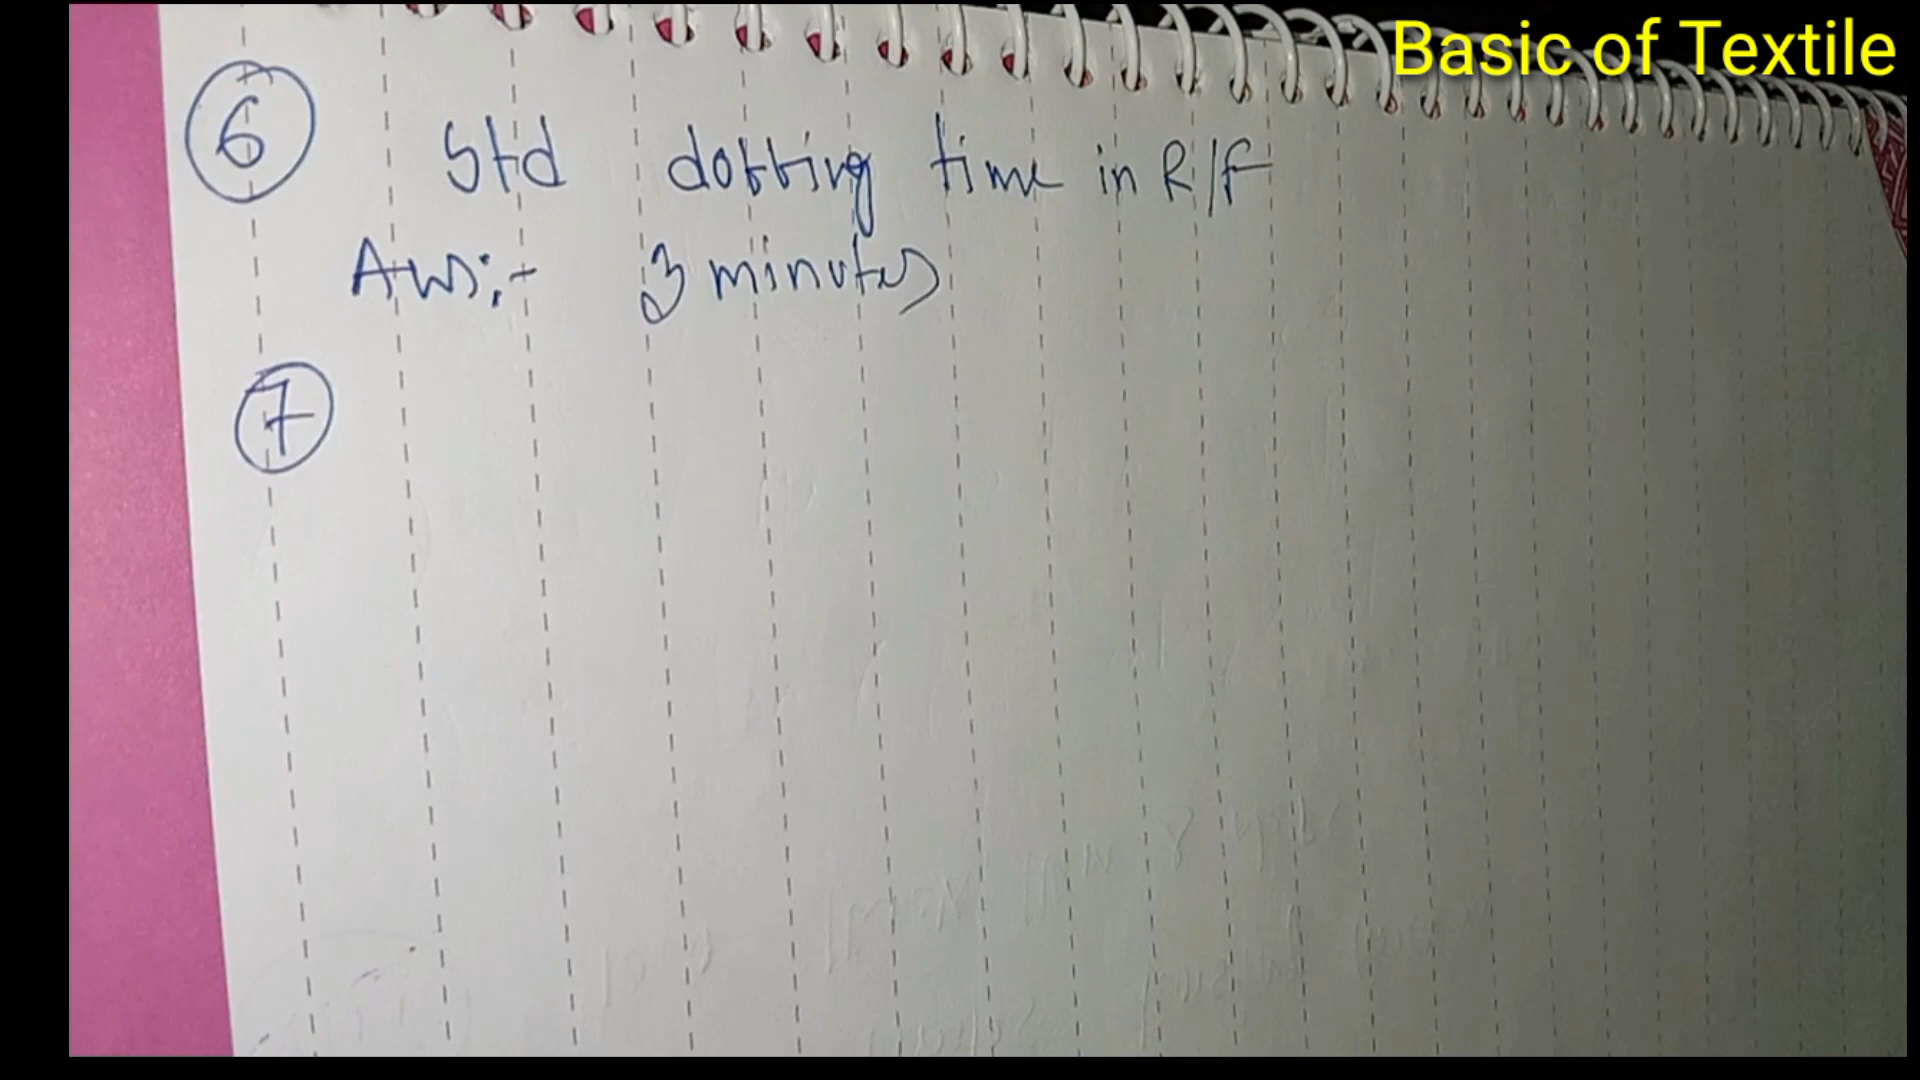 Basic of Textile
6 Std doffing time in R/F
Ans:- 3 minutes
7